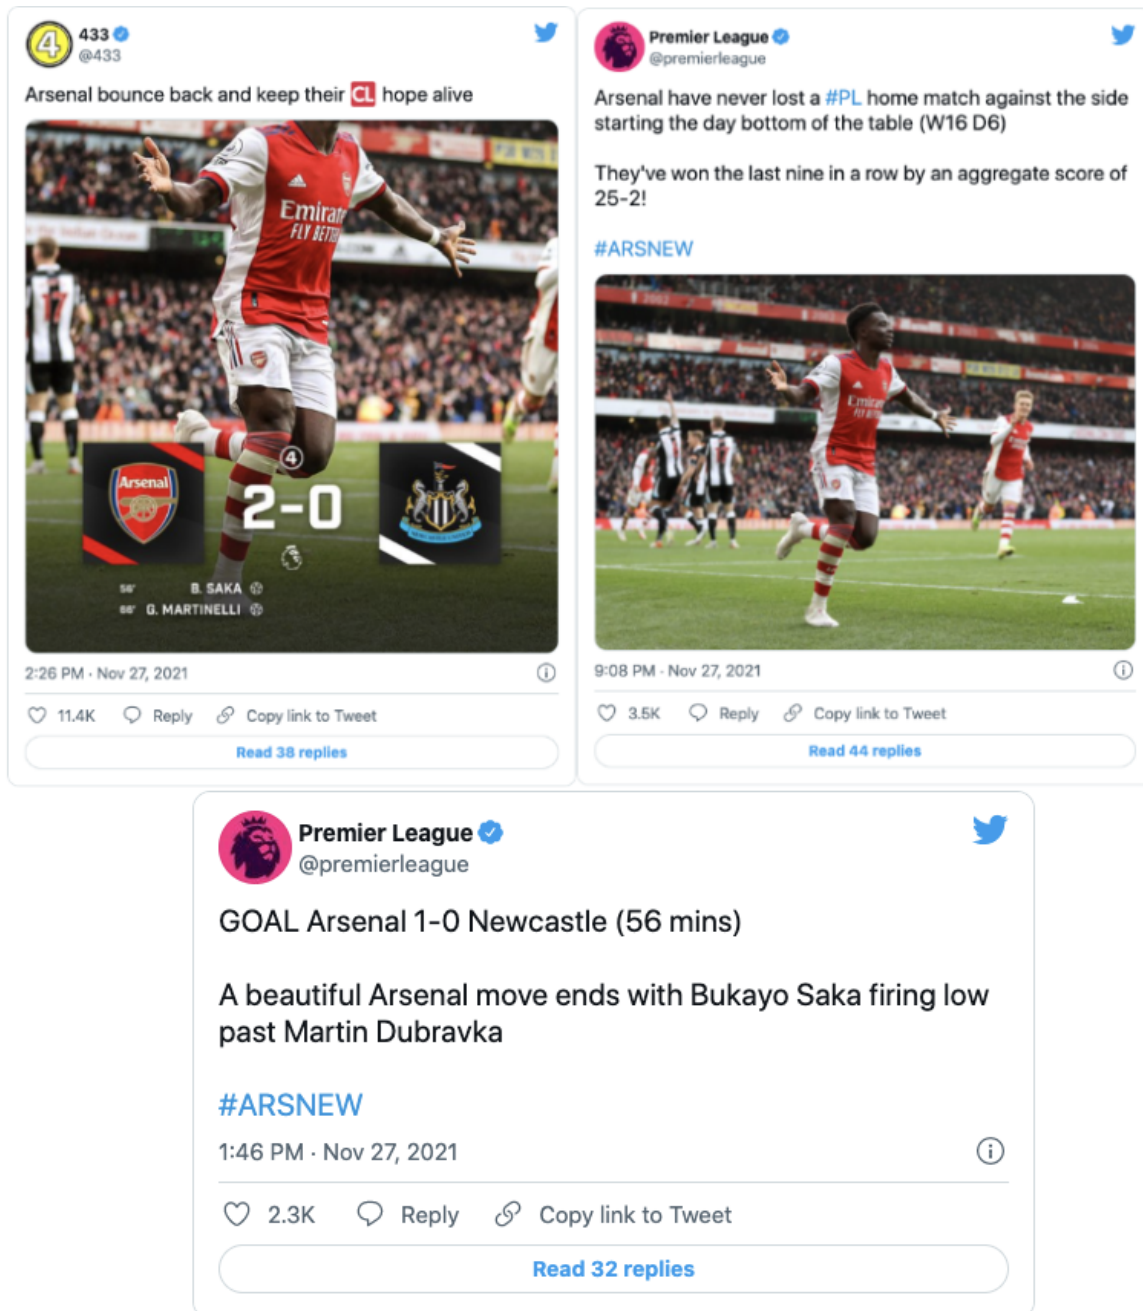 433
@433
Arsenal bounce back and keep their CL hope alive
17
Emirat
FLY BETTE
4
Arsenal
2-0
56' B. SAKA
66' G. MARTINELLI
2:26 PM · Nov 27, 2021
11.4K Reply Copy link to Tweet
Read 38 replies
Premier League
@premierleague
Arsenal have never lost a #PL home match against the side
starting the day bottom of the table (W16 D6)
They've won the last nine in a row by an aggregate score of
25-2!
#ARSNEW
Emirate
9:08 PM · Nov 27, 2021
3.5K Reply Copy link to Tweet
Read 44 replies
Premier League
@premierleague
GOAL Arsenal 1-0 Newcastle (56 mins)
A beautiful Arsenal move ends with Bukayo Saka firing low
past Martin Dubravka
#ARSNEW
1:46 PM · Nov 27, 2021
2.3K Reply Copy link to Tweet
Read 32 replies